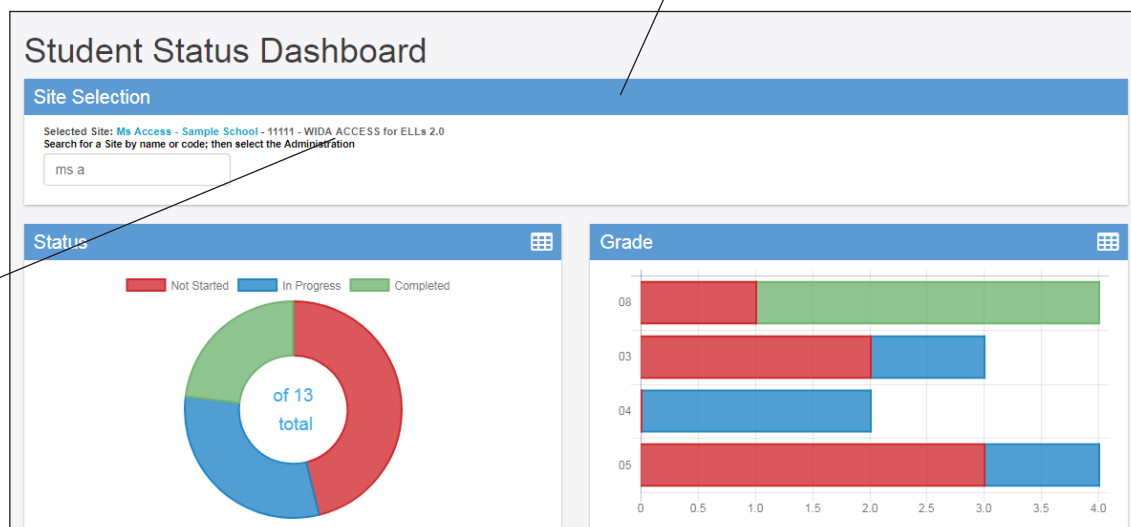 Student Status Dashboard
Site Selection
Selected Site: Ms Access - Sample School - 11111 - WIDA ACCESS for ELLs 2.0
Search for a Site by name or code; then select the Administration
ms a
Status
Not Started In Progress Completed
of 13
total
Grade
08
03
04
05
0 0.5 1.0 1.5 2.0 2.5 3.0 3.5 4.0